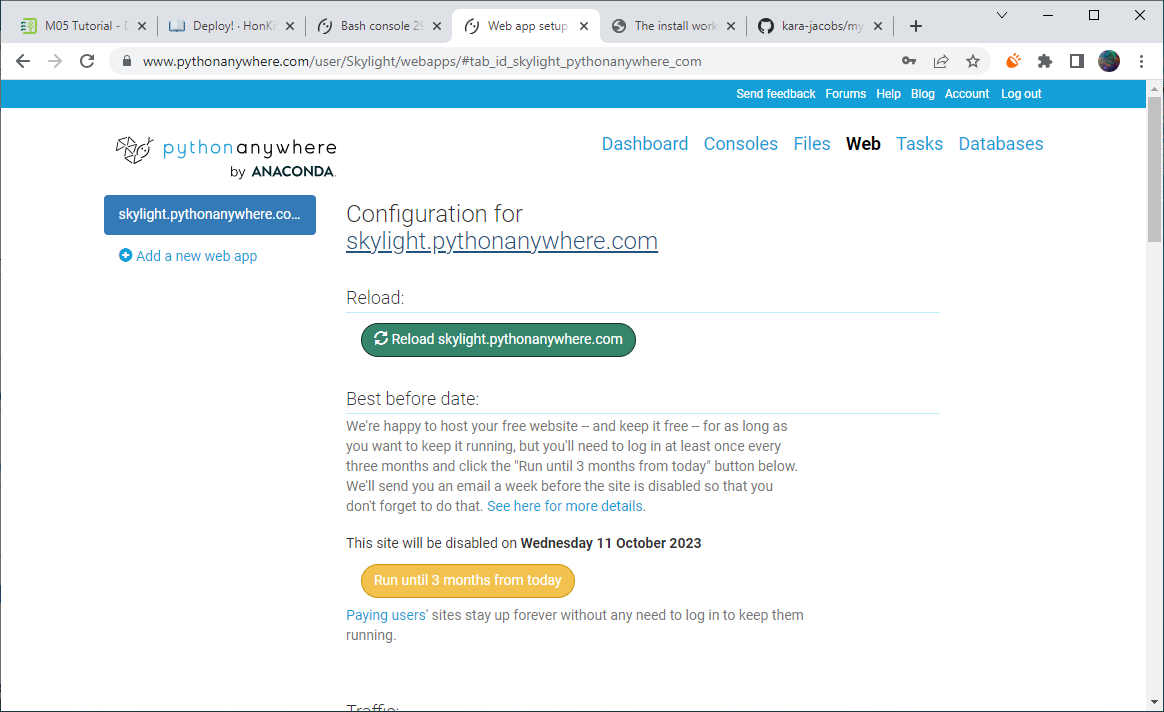 M05 Tutorial - D
Deploy! · HonKi
Bash console 29
Web app setup
The install work
kara-jacobs/my
www.pythonanywhere.com/user/Skylight/webapps/#tab_id_skylight_pythonanywhere_com
Send feedback Forums Help Blog Account Log out
pythonanywhere
by ANACONDA.
Dashboard Consoles Files Web Tasks Databases
skylight.pythonanywhere.co...
Add a new web app
Configuration for
skylight.pythonanywhere.com
Reload:
Reload skylight.pythonanywhere.com
Best before date:
We're happy to host your free website -- and keep it free -- for as long as
you want to keep it running, but you'll need to log in at least once every
three months and click the "Run until 3 months from today" button below.
We'll send you an email a week before the site is disabled so that you
don't forget to do that. See here for more details.
This site will be disabled on Wednesday 11 October 2023
Run until 3 months from today
Paying users' sites stay up forever without any need to log in to keep them
running.
Traffic: